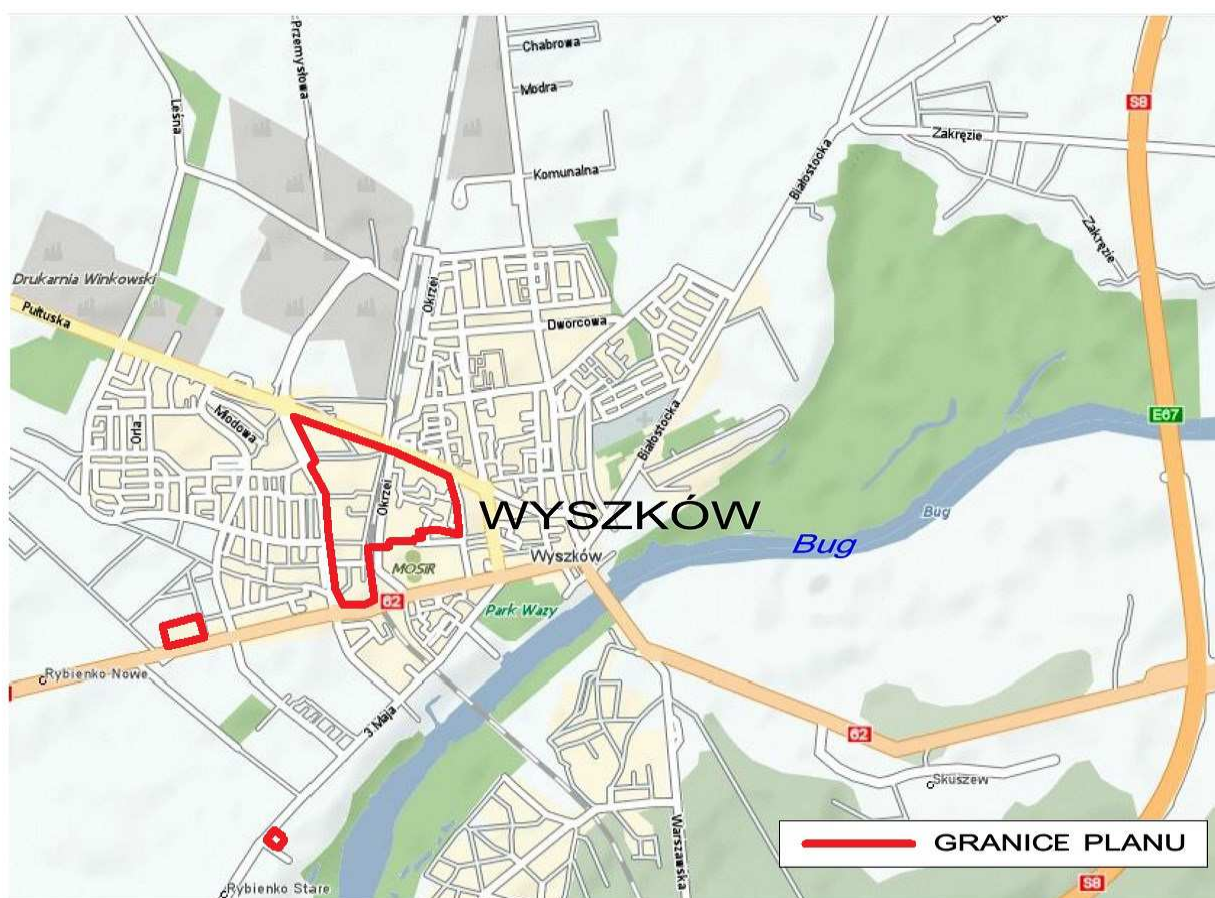 Przemysłowa
Chabrowa
Leśna
Modra
S8
Zakręzie
Komunalna
Białostocka
Zakręzie
Drukarnia Winkowski
Okrzei
Pułtuska
Dworcowa
Modowa
Orla
Białostocka
E67
Okrzei
WYSZKÓW
Bug
Bug
Wyszków
MOSiR
62
Park Wazy
Rybienko Nowe
3 Maja
62
Skuszew
Warszawska
GRANICE PLANU
Rybienko Stare
S8